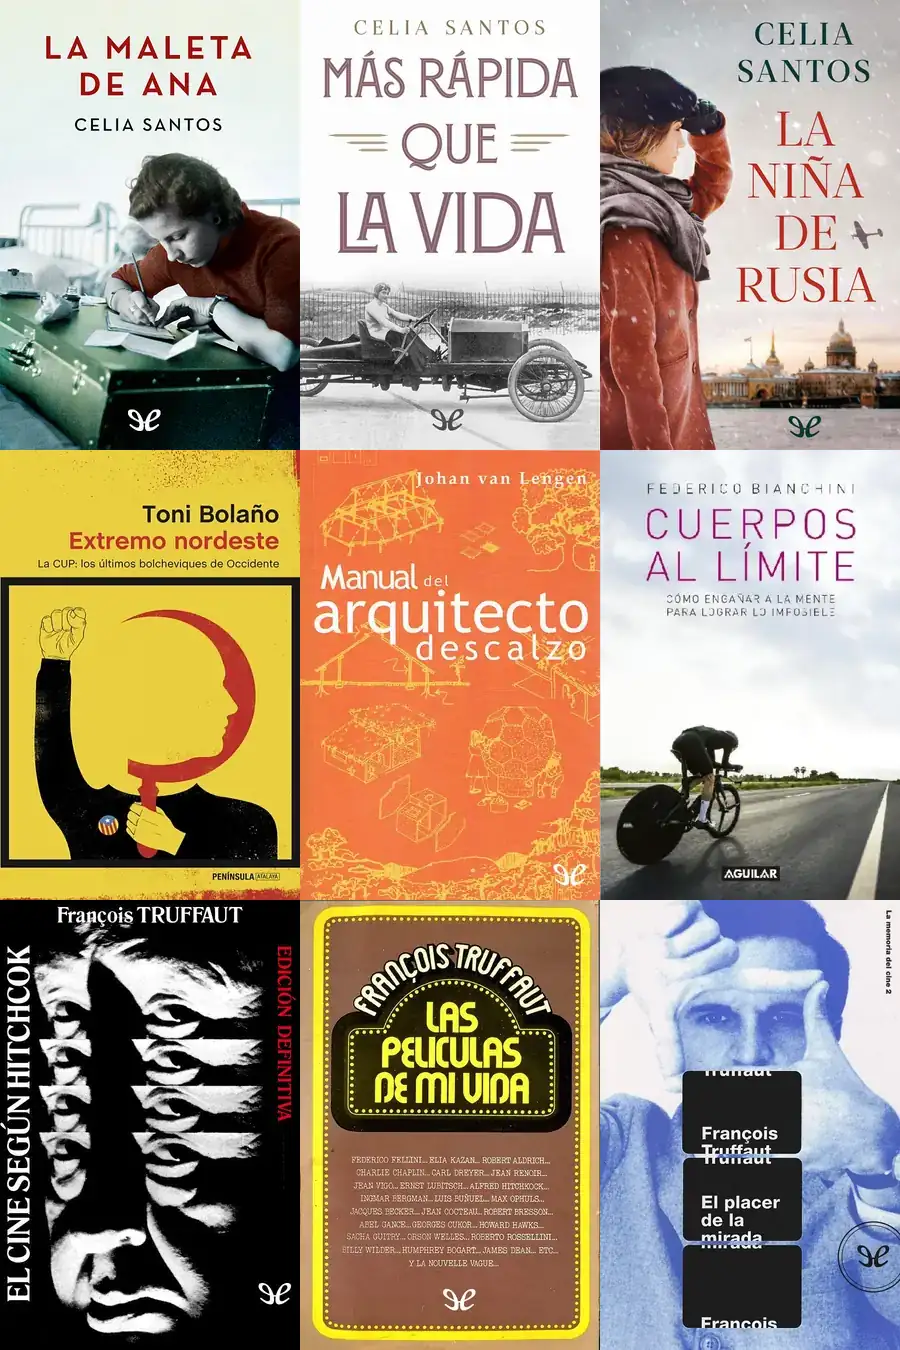 LA MALETA
DE ANA
CELIA SANTOS
CELIA SANTOS
MÁS RÁPIDA
QUE
LA VIDA
CELIA
SANTOS
LA
NIÑA
DE
RUSIA
Toni Bolaño
Extremo nordeste
La CUP: los últimos bolcheviques de Occidente
PENÍNSULA ATALAYA
Johan van Lengen
Manual del
arquitecto
descalzo
FEDERICO BIANCHINI
CUERPOS
AL LÍMITE
CÓMO ENGAÑAR A LA MENTE
PARA LOGRAR LO IMPOSIBLE
AGUILAR
François TRUFFAUT
EL CINE SEGÚN HITCHCOK
EDICIÓN DEFINITIVA
FRANÇOIS TRUFFAUT
LAS
PELICULAS
DE MI VIDA
FEDERICO FELLINI... ELIA KAZAN... ROBERT ALDRICH...
CHARLIE CHAPLIN... CARL DREYER... JEAN RENOIR...
JEAN VIGO... ERNST LUBITSCH... ALFRED HITCHCOCK...
INGMAR BERGMAN... LUIS BUÑUEL... MAX OPHULS...
JACQUES BECKER... JEAN COCTEAU... ROBERT BRESSON...
ABEL GANCE... GEORGES CUKOR... HOWARD HAWKS...
SACHA GUITRY... ORSON WELLES... ROBERTO ROSSELLINI...
BILLY WILDER... HUMPHREY BOGART... JAMES DEAN... ETC...
Y LA NOUVELLE VAGUE...
La memoria del cine 2
Truffaut
François
Truffaut
Truffaut
El placer
de la
mirada
François